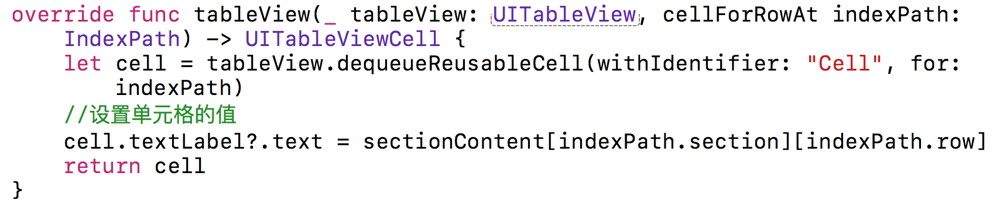 override func tableView(_ tableView: UITableView, cellForRowAt indexPath:
IndexPath) -> UITableViewCell {
let cell = tableView.dequeueReusableCell(withIdentifier: "Cell", for:
indexPath)
//设置单元格的值
cell.textLabel?.text = sectionContent[indexPath.section][indexPath.row]
return cell
}